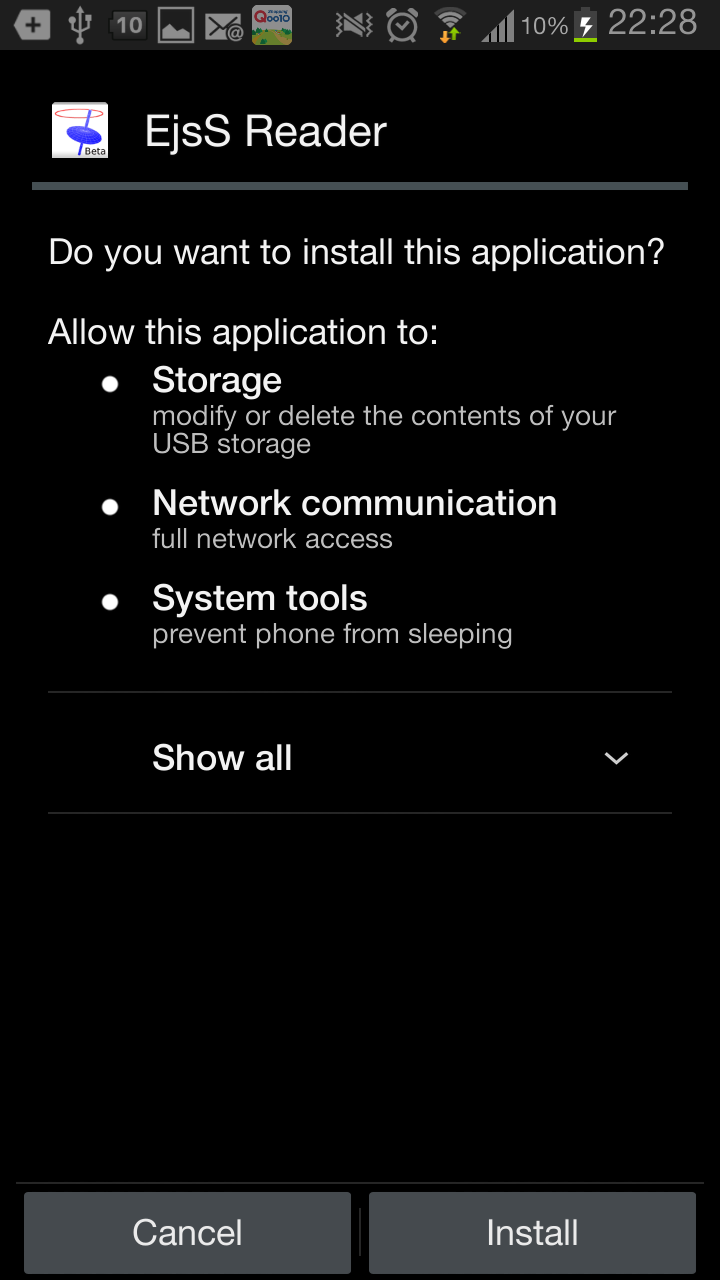 10 Shopping Qoo10 10% 22:28
Beta
EjsS Reader
Do you want to install this application?
Allow this application to:
Storage
modify or delete the contents of your
USB storage
Network communication
full network access
System tools
prevent phone from sleeping
Show all
Cancel Install